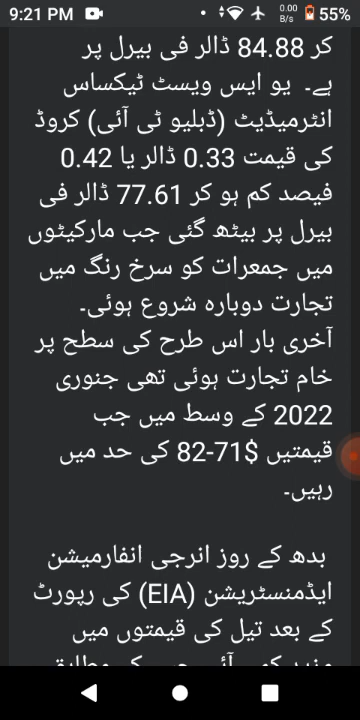 9:21 PM
0.00 B/s
55%
کر 84.88 ڈالر فی بیرل پر
ہے۔ یو ایس ویسٹ ٹیکساس
انٹرمیڈیٹ (ڈبلیو ٹی آئی) کروڈ
کی قیمت 0.33 ڈالر یا 0.42
فیصد کم ہو کر 77.61 ڈالر فی
بیرل پر بیٹھ گئی جب مارکیٹوں
میں جمعرات کو سرخ رنگ میں
تجارت دوبارہ شروع ہوئی۔
آخری بار اس طرح کی سطح پر
خام تجارت ہوئی تھی جنوری
2022 کے وسط میں جب
قیمتیں $71-82 کی حد میں
رہیں۔
بدھ کے روز انرجی انفارمیشن
ایڈمنسٹریشن (EIA) کی رپورٹ
کے بعد تیل کی قیمتوں میں